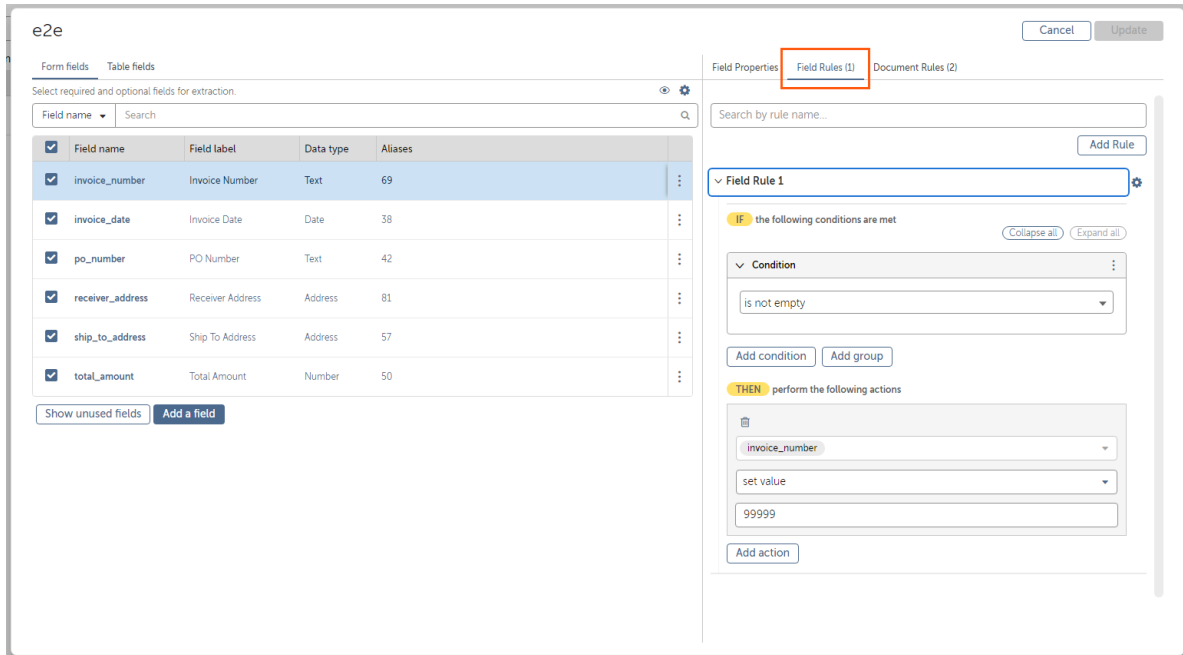 e2e
Cancel
Update
Form fields
Table fields
Select required and optional fields for extraction.
Field name
Search
Field name Field label Data type Aliases
invoice_number Invoice Number Text 69
invoice_date Invoice Date Date 38
po_number PO Number Text 42
receiver_address Receiver Address Address 81
ship_to_address Ship To Address Address 57
total_amount Total Amount Number 50
Show unused fields
Add a field
Field Properties
Field Rules (1)
Document Rules (2)
Search by rule name...
Add Rule
Field Rule 1
IF the following conditions are met
Collapse all
Expand all
Condition
is not empty
Add condition
Add group
THEN perform the following actions
invoice_number
set value
99999
Add action